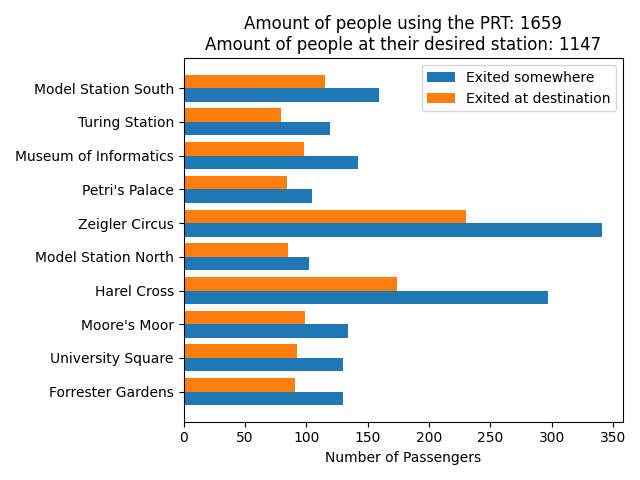 Amount of people using the PRT: 1659
Amount of people at their desired station: 1147
Exited somewhere
Exited at destination
Model Station South
Turing Station
Museum of Informatics
Petri's Palace
Zeigler Circus
Model Station North
Harel Cross
Moore's Moor
University Square
Forrester Gardens
0 50 100 150 200 250 300 350
Number of Passengers